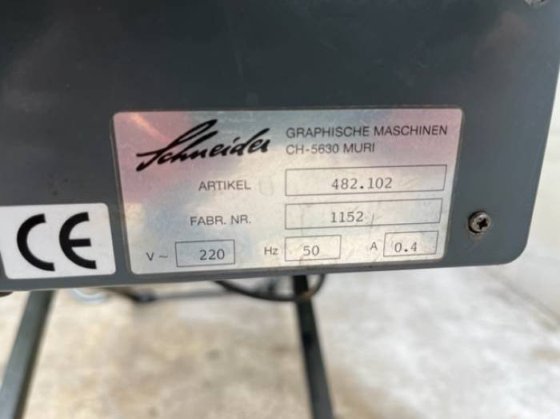 Schneider
GRAPHISCHE MASCHINEN
CH-5630 MURI
ARTIKEL 482.102
FABR. NR. 1152
V~ 220 Hz 50 A 0.4
CE